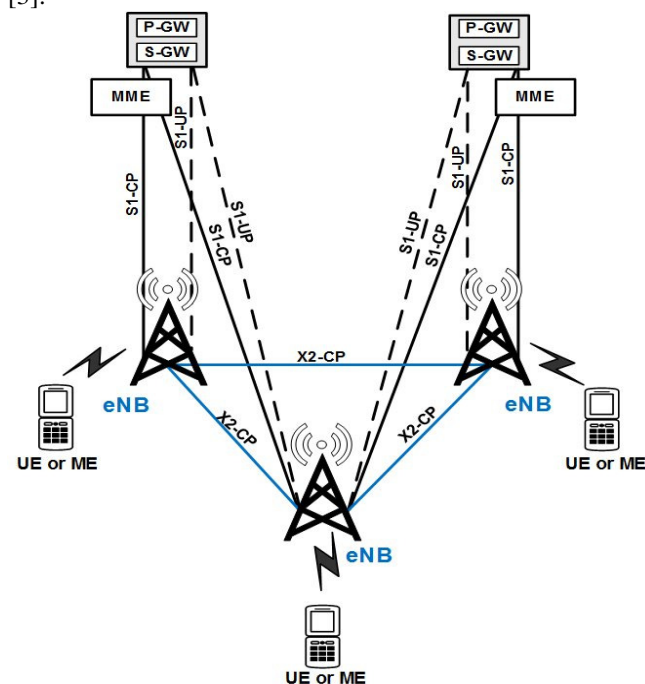 [5].
P-GW
S-GW
MME
P-GW
S-GW
MME
S1-UP
S1-CP
S1-UP
S1-CP
S1-UP
S1-CP
S1-UP
S1-CP
X2-CP
eNB
eNB
X2-CP
X2-CP
UE or ME
UE or ME
eNB
UE or ME